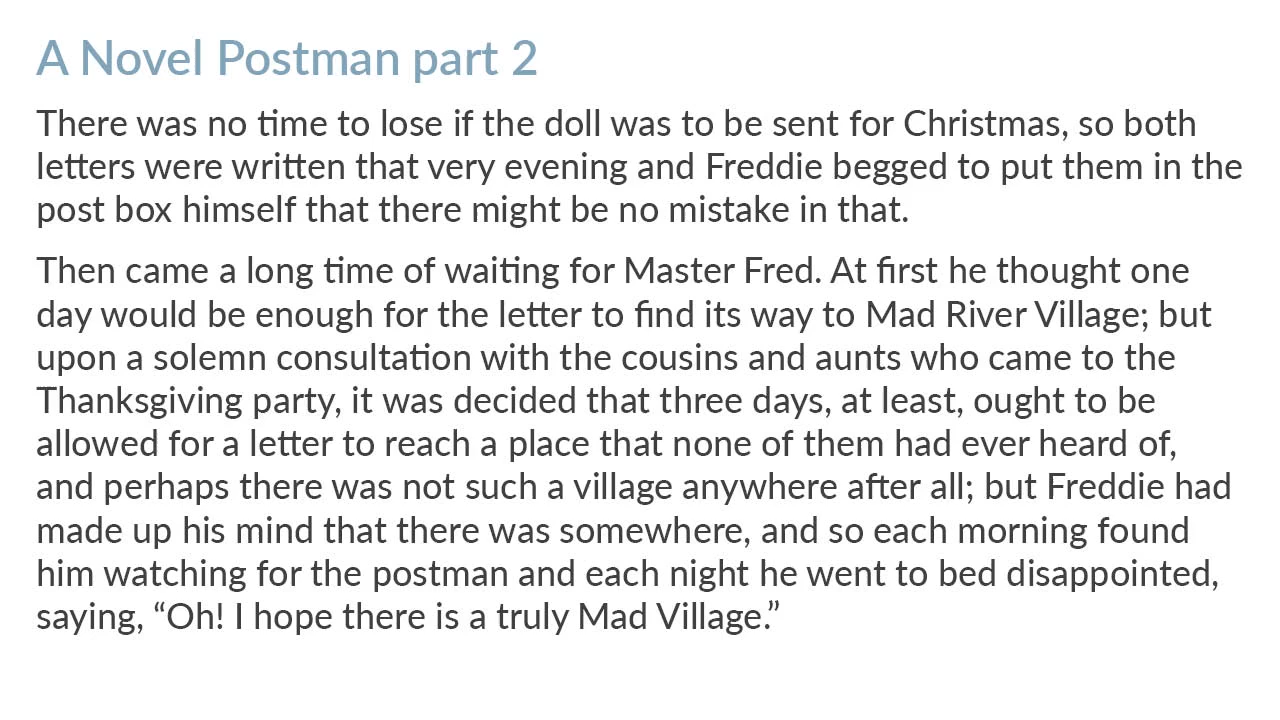 A Novel Postman part 2
There was no time to lose if the doll was to be sent for Christmas, so both
letters were written that very evening and Freddie begged to put them in the
post box himself that there might be no mistake in that.
Then came a long time of waiting for Master Fred. At first he thought one
day would be enough for the letter to find its way to Mad River Village; but
upon a solemn consultation with the cousins and aunts who came to the
Thanksgiving party, it was decided that three days, at least, ought to be
allowed for a letter to reach a place that none of them had ever heard of,
and perhaps there was not such a village anywhere after all; but Freddie had
made up his mind that there was somewhere, and so each morning found
him watching for the postman and each night he went to bed disappointed,
saying, “Oh! I hope there is a truly Mad Village.”